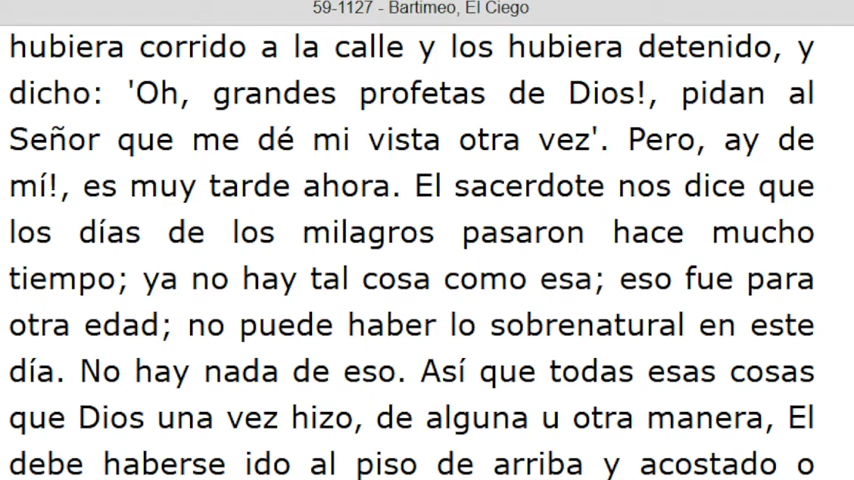 59-1127 - Bartimeo, El Ciego
hubiera corrido a la calle y los hubiera detenido, y
dicho: 'Oh, grandes profetas de Dios!, pidan al
Señor que me dé mi vista otra vez'. Pero, ay de
mí!, es muy tarde ahora. El sacerdote nos dice que
los días de los milagros pasaron hace mucho
tiempo; ya no hay tal cosa como esa; eso fue para
otra edad; no puede haber lo sobrenatural en este
día. No hay nada de eso. Así que todas esas cosas
que Dios una vez hizo, de alguna u otra manera, El
debe haberse ido al piso de arriba y acostado o